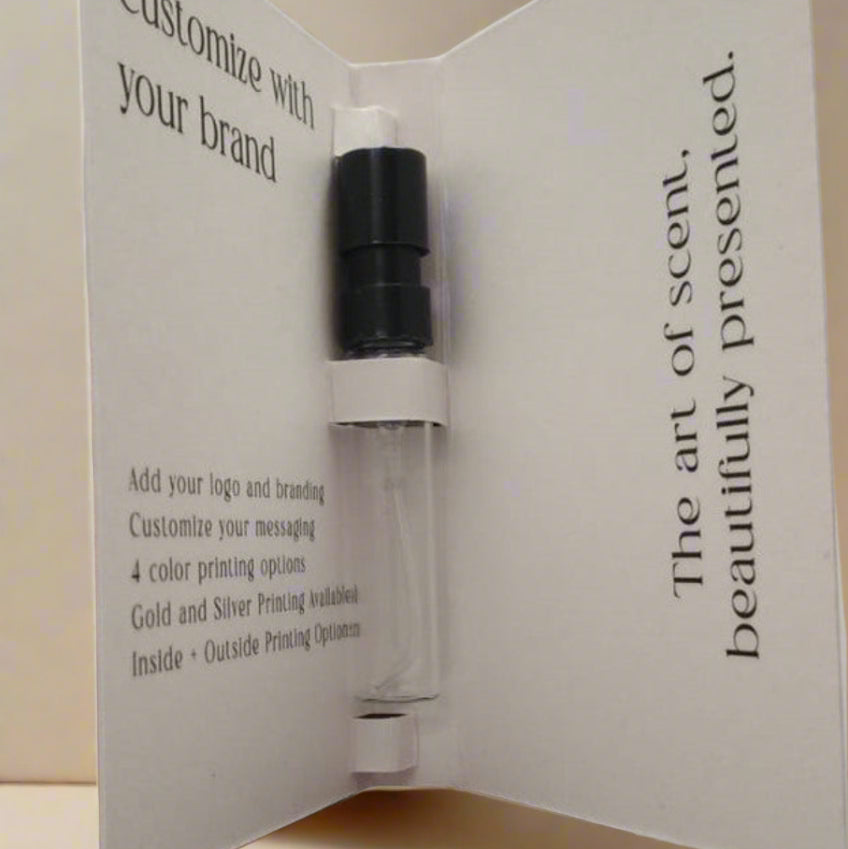 Customize with
your brand
Add your logo and branding
Customize your messaging
4 color printing options
Gold and Silver Printing Available
Inside + Outside Printing Options
The art of scent,
beautifully presented.